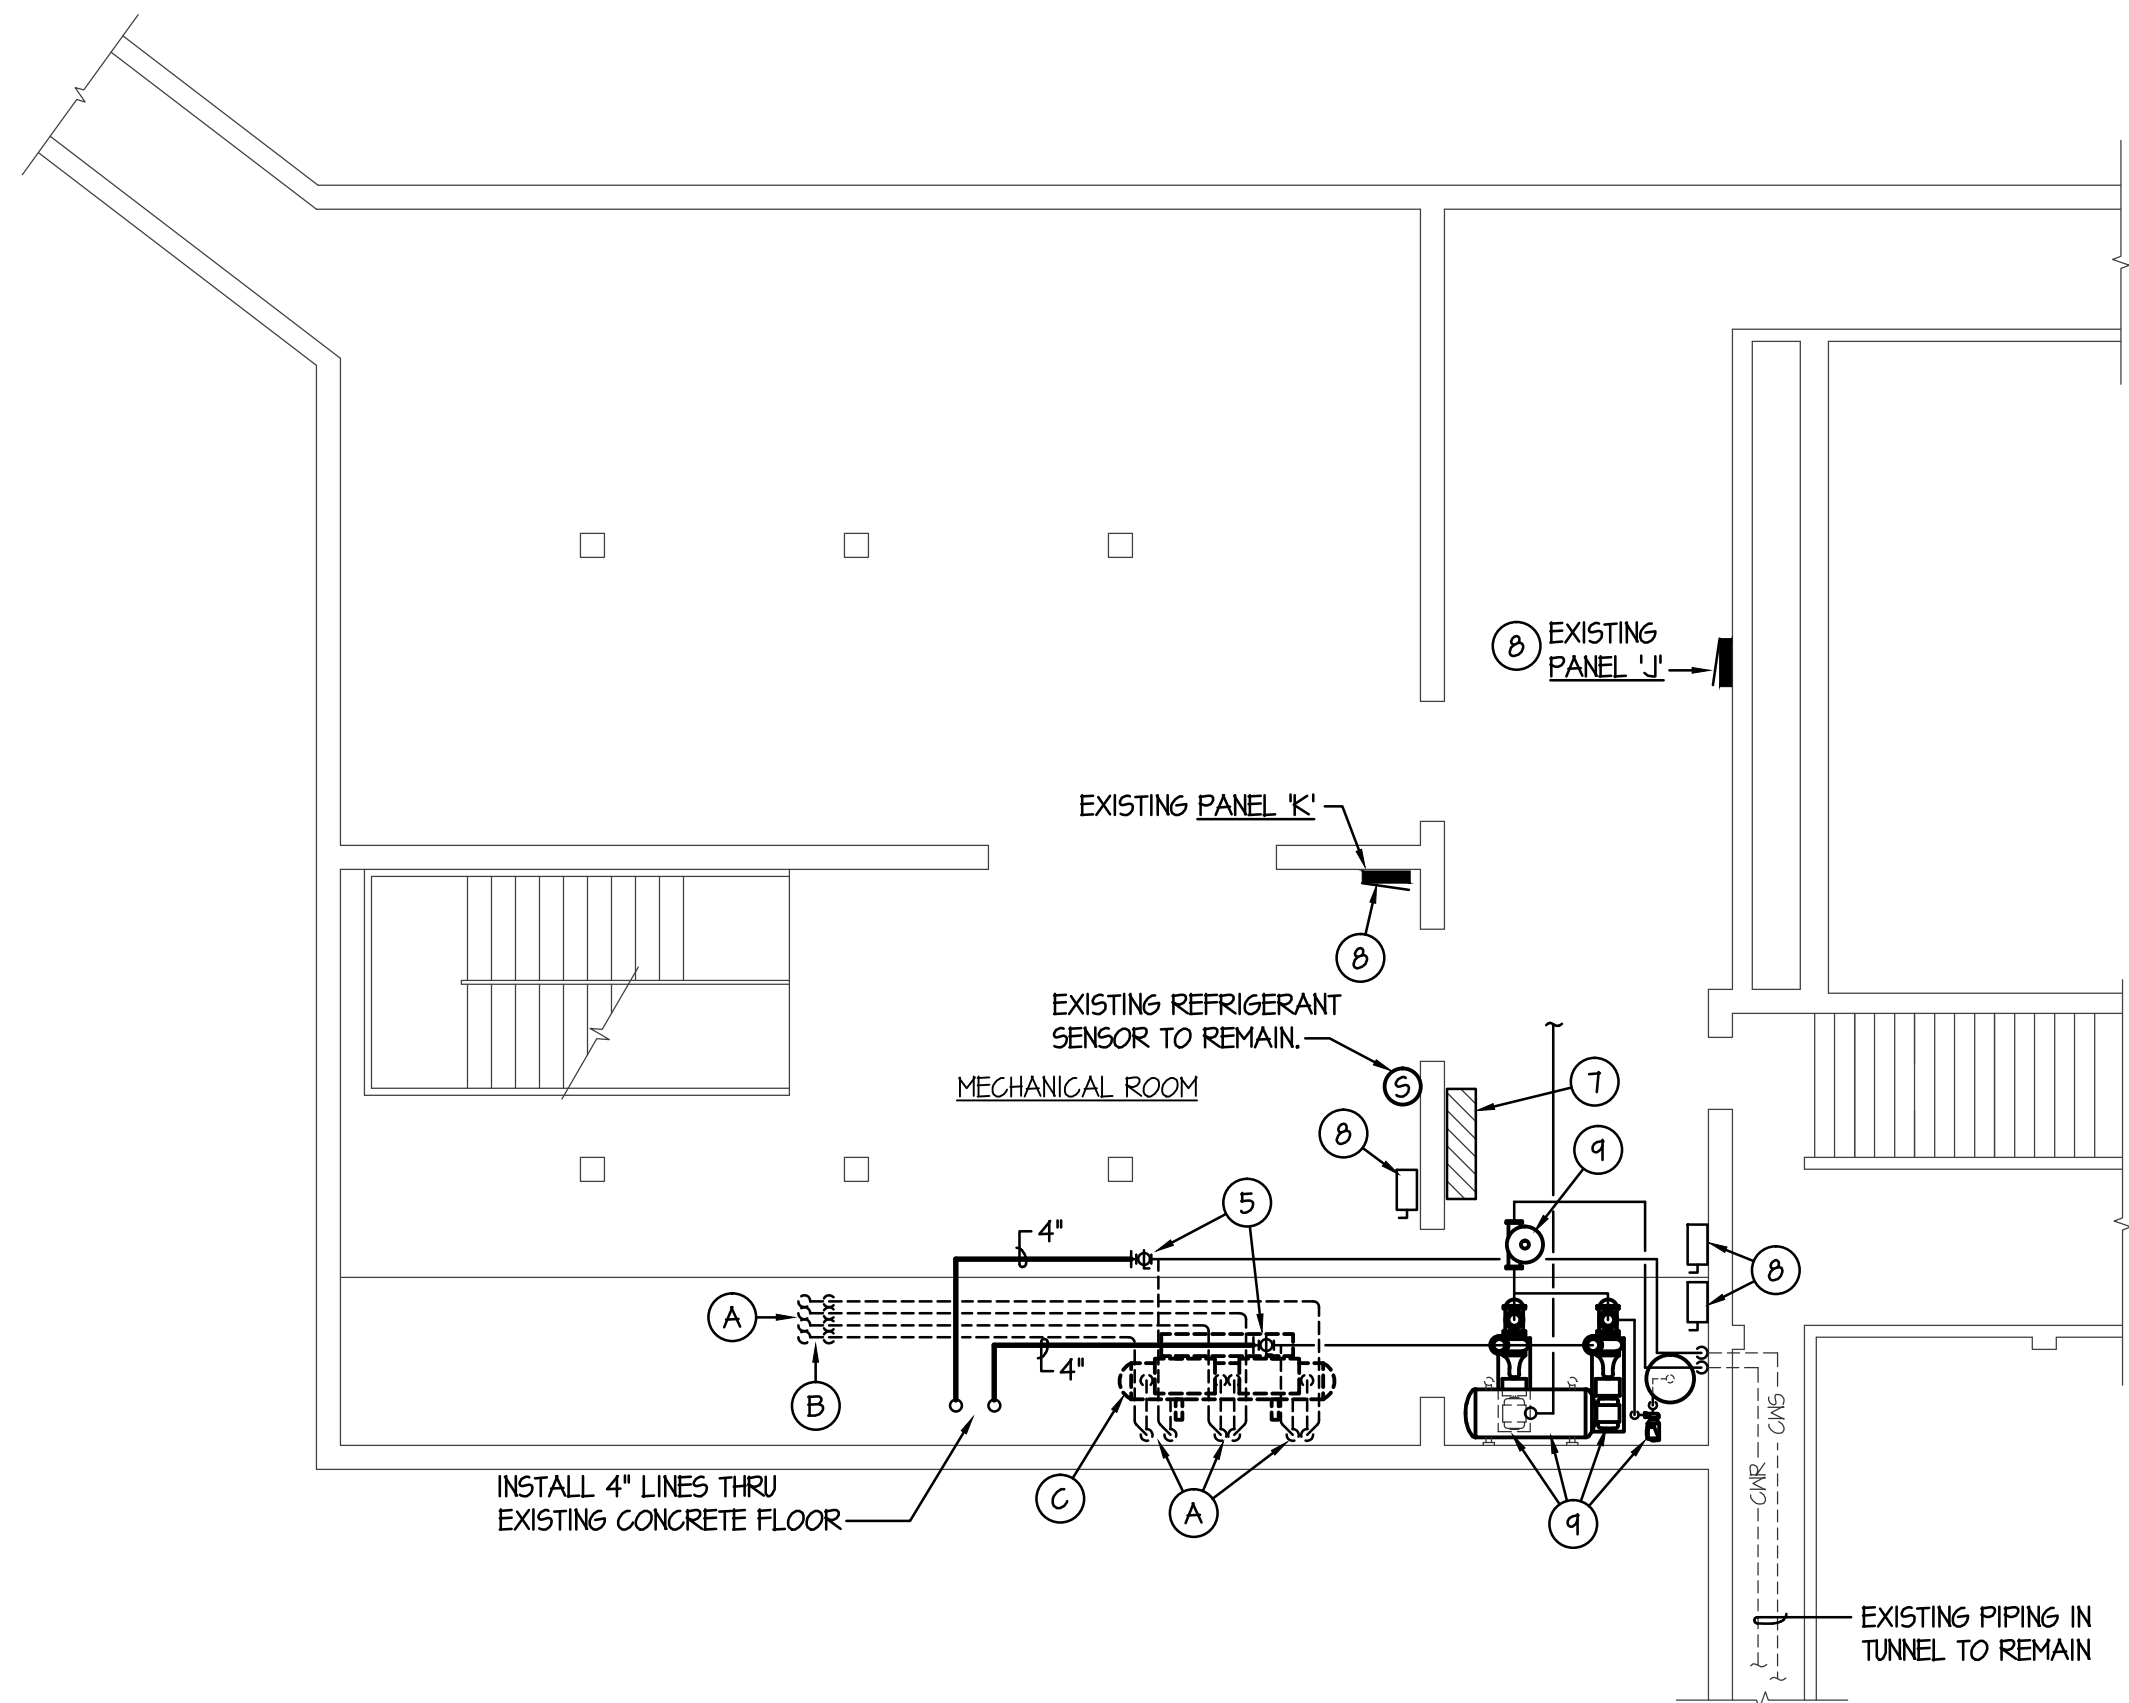 8
EXISTING
PANEL 'J'
EXISTING PANEL 'K'
8
EXISTING REFRIGERANT
SENSOR TO REMAIN.
S
MECHANICAL ROOM
7
8
9
5
4"
8
A
4"
B
C
A
9
CWS
CWR
INSTALL 4" LINES THRU
EXISTING CONCRETE FLOOR
EXISTING PIPING IN
TUNNEL TO REMAIN